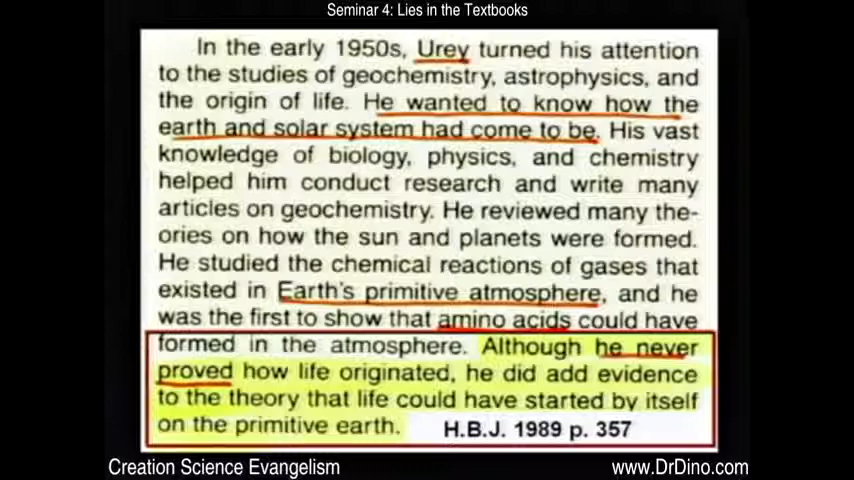 Seminar 4: Lies in the Textbooks
In the early 1950s, Urey turned his attention
to the studies of geochemistry, astrophysics, and
the origin of life. He wanted to know how the
earth and solar system had come to be. His vast
knowledge of biology, physics, and chemistry
helped him conduct research and write many
articles on geochemistry. He reviewed many the-
ories on how the sun and planets were formed.
He studied the chemical reactions of gases that
existed in Earth's primitive atmosphere, and he
was the first to show that amino acids could have
formed in the atmosphere. Although he never
proved how life originated, he did add evidence
to the theory that life could have started by itself
on the primitive earth. H.B.J. 1989 p. 357
Creation Science Evangelism www.DrDino.com